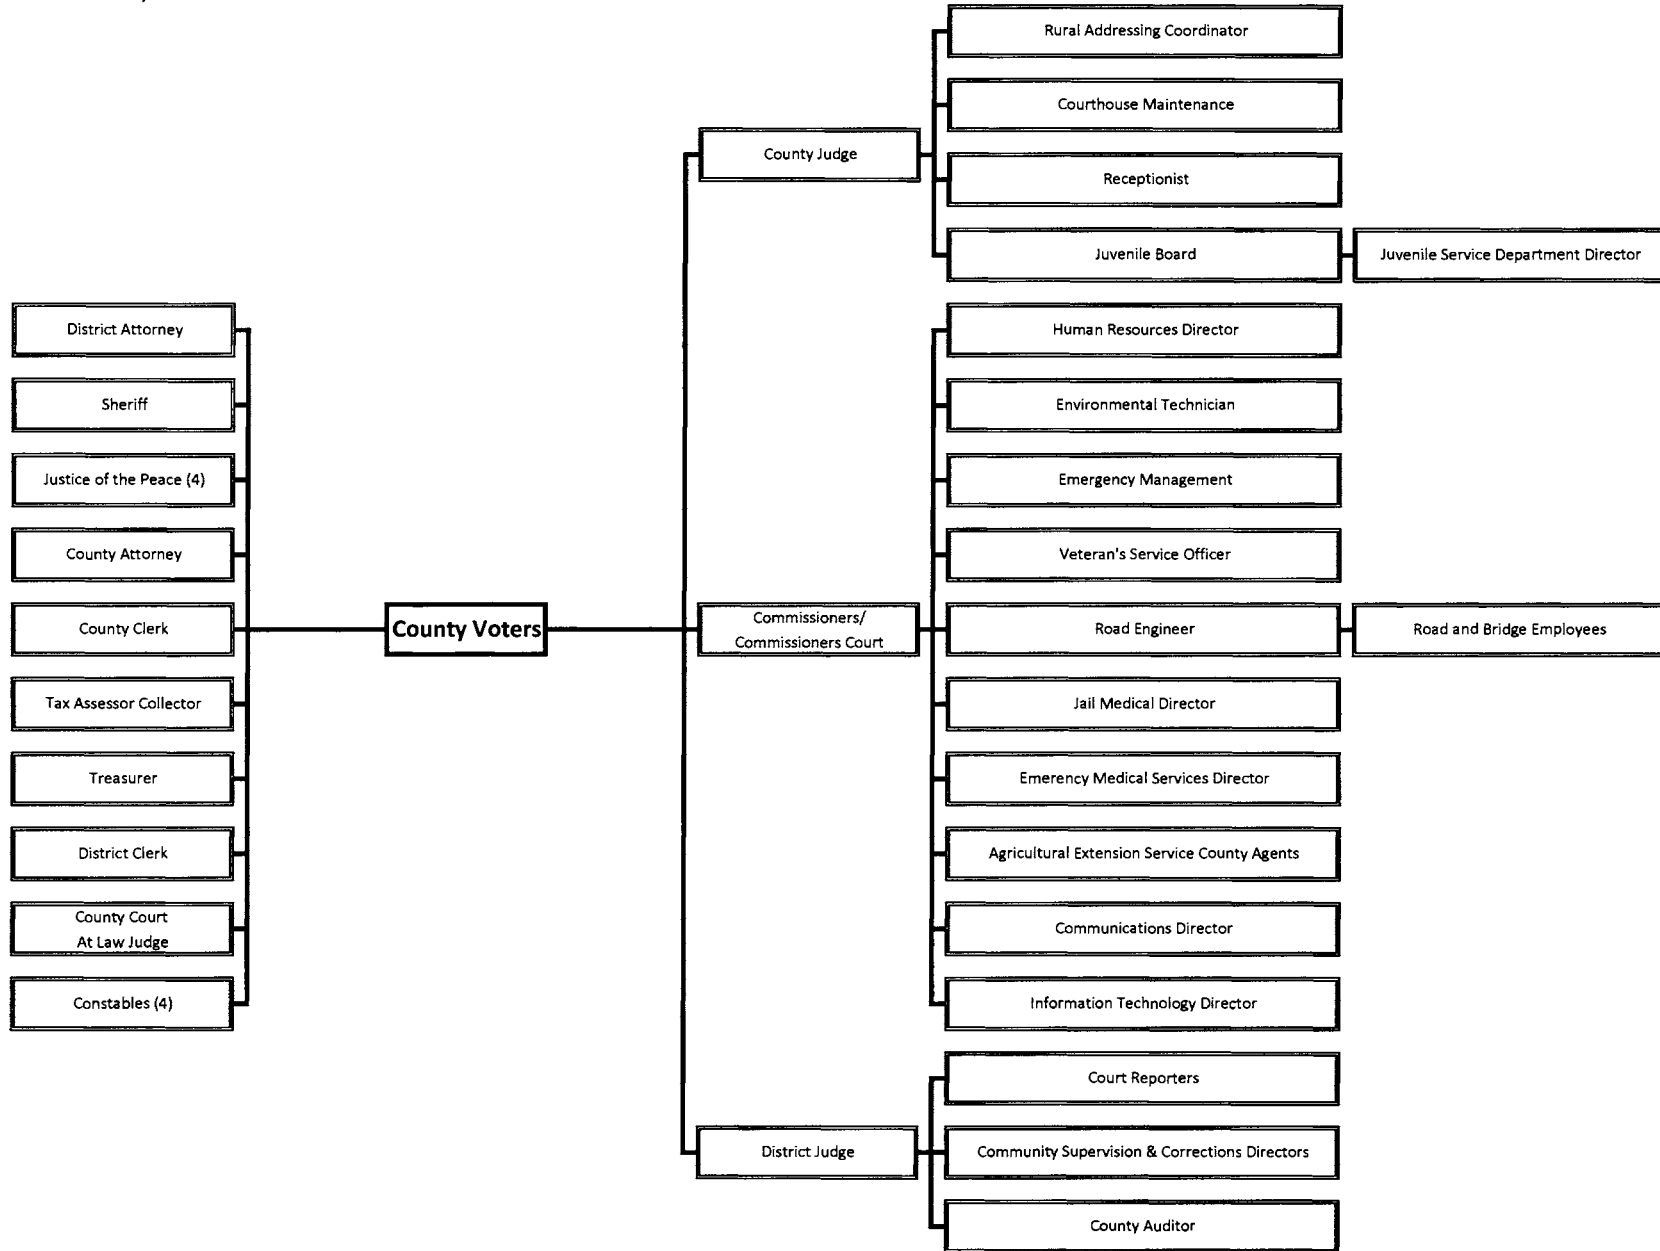 Rural Addressing Coordinator
Courthouse Maintenance
County Judge
Receptionist
Juvenile Board
Juvenile Service Department Director
District Attorney
Sheriff
Justice of the Peace (4)
County Attorney
County Clerk
Tax Assessor Collector
Treasurer
District Clerk
County Court
At Law Judge
Constables (4)
County Voters
Commissioners/
Commissioners Court
Human Resources Director
Environmental Technician
Emergency Management
Veteran's Service Officer
Road Engineer
Road and Bridge Employees
Jail Medical Director
Emerency Medical Services Director
Agricultural Extension Service County Agents
Communications Director
Information Technology Director
District Judge
Court Reporters
Community Supervision & Corrections Directors
County Auditor